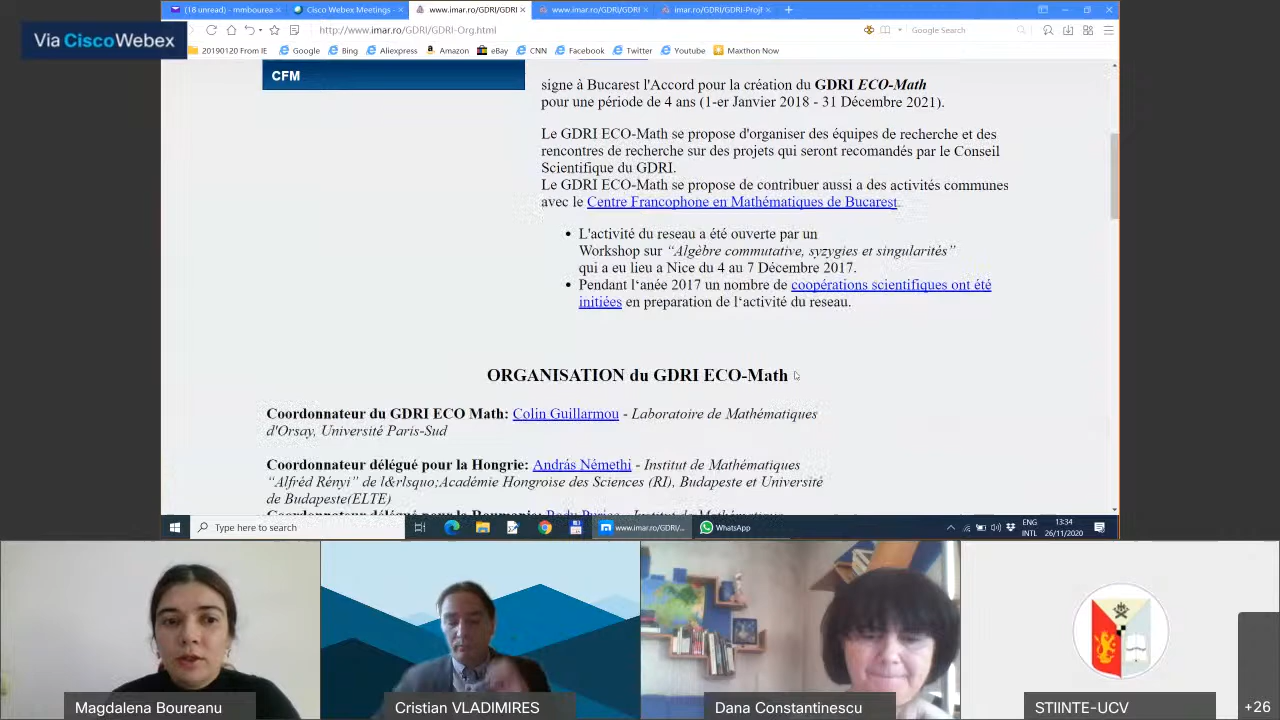 (18 unread) - mmbourea
Cisco Webex Meetings -
www.imar.ro/GDRI/GDRI
www.imar.ro/GDRI/GDRI
imar.ro/GDRI/GDRI-ProjM
Via Cisco Webex
http://www.imar.ro/GDRI/GDRI-Org.html
Google Search
20190120 From IE
Google
Bing
Aliexpress
Amazon
eBay
CNN
Facebook
Twitter
Youtube
Maxthon Now
CFM
signe à Bucarest l'Accord pour la création du GDRI ECO-Math
pour une période de 4 ans (1-er Janvier 2018 - 31 Décembre 2021).
Le GDRI ECO-Math se propose d'organiser des équipes de recherche et des
rencontres de recherche sur des projets qui seront recomandés par le Conseil
Scientifique du GDRI.
Le GDRI ECO-Math se propose de contribuer aussi a des activités communes
avec le Centre Francophone en Mathématiques de Bucarest.
• L'activité du reseau a été ouverte par un
Workshop sur “Algèbre commutative, syzygies et singularités”
qui a eu lieu a Nice du 4 au 7 Décembre 2017.
• Pendant l‘anée 2017 un nombre de coopérations scientifiques ont été
initiées en preparation de l‘activité du reseau.
ORGANISATION du GDRI ECO-Math
Coordonnateur du GDRI ECO Math: Colin Guillarmou - Laboratoire de Mathématiques
d'Orsay, Université Paris-Sud
Coordonnateur délégué pour la Hongrie: András Némethi - Institut de Mathématiques
“Alfréd Rényi” de l&rlsquo;Académie Hongroise des Sciences (RI), Budapeste et Université
de Budapeste(ELTE)
Type here to search
www.imar.ro/GDRI/...
WhatsApp
ENG
INTL
13:34
26/11/2020
Magdalena Boureanu
Cristian VLADIMIRES
Dana Constantinescu
STIINTE-UCV
+26